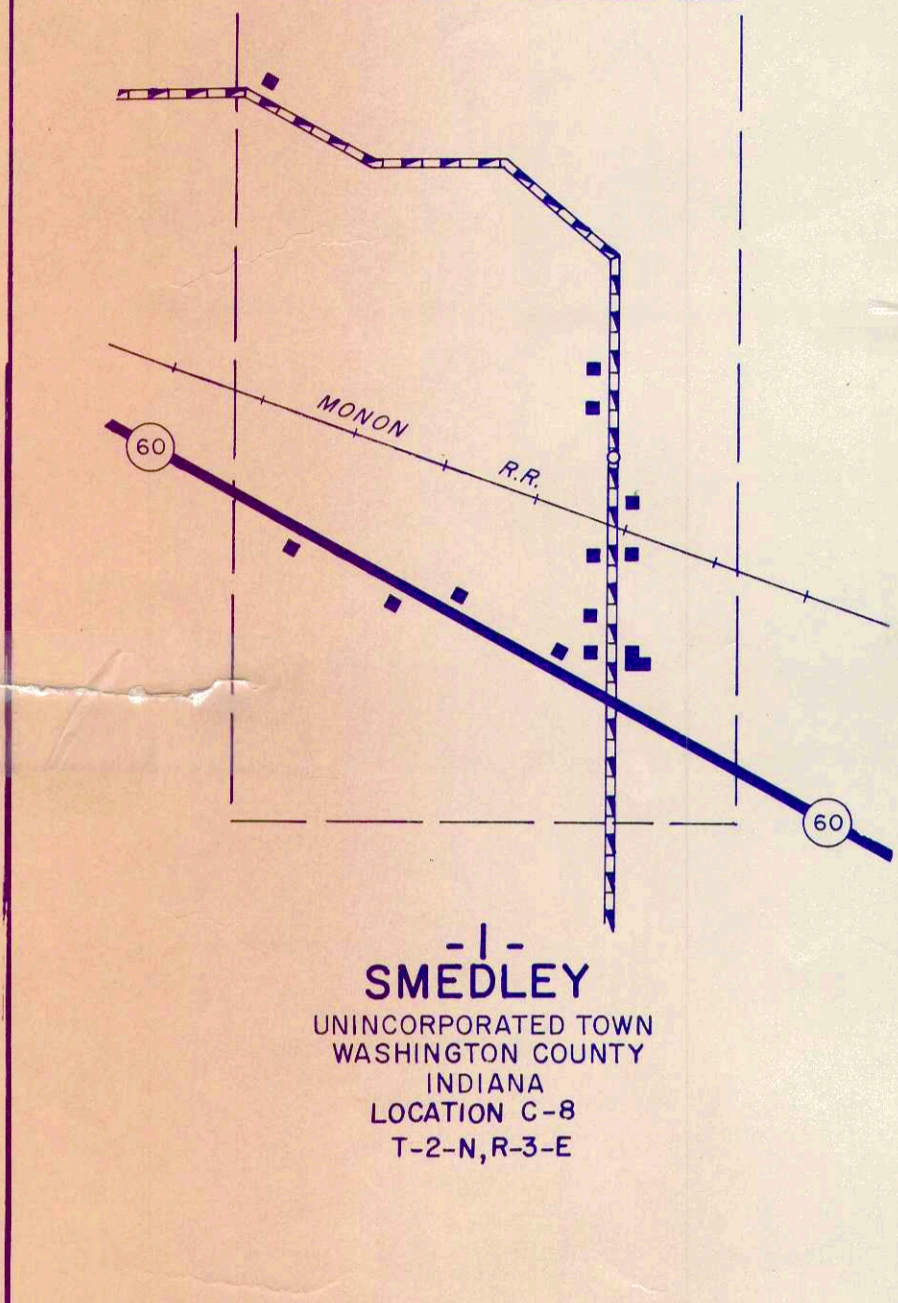 MONON
R.R.
60
60
-1-
SMEDLEY
UNINCORPORATED TOWN
WASHINGTON COUNTY
INDIANA
LOCATION C-8
T-2-N, R-3-E